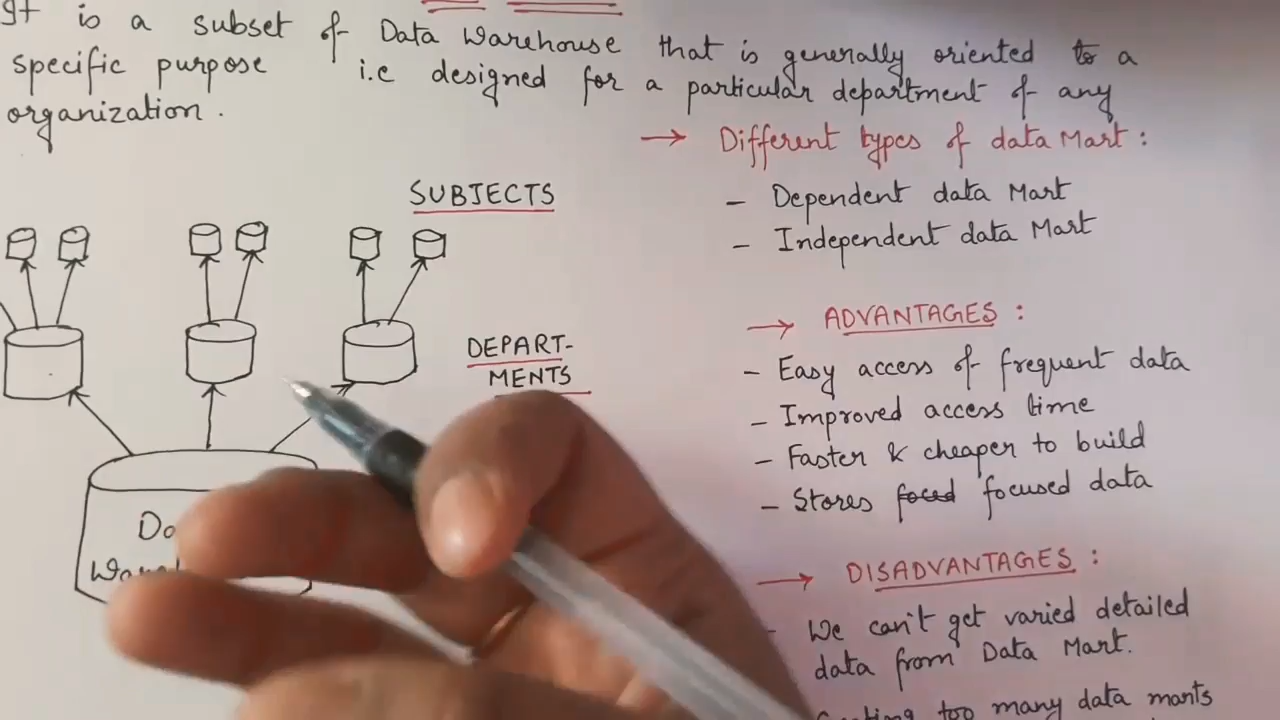 It is a subset of Data Warehouse that is generally oriented to a
specific purpose i.e designed for a particular department of any
organization.
→ Different types of data Mart :
- Dependent data Mart
- Independent data Mart
SUBJECTS
DEPART-
MENTS
→ ADVANTAGES :
- Easy access of frequent data
- Improved access time
- Faster & cheaper to build
- Stores focused data
→ DISADVANTAGES :
- We can't get varied detailed
data from Data Mart.
too many data marts